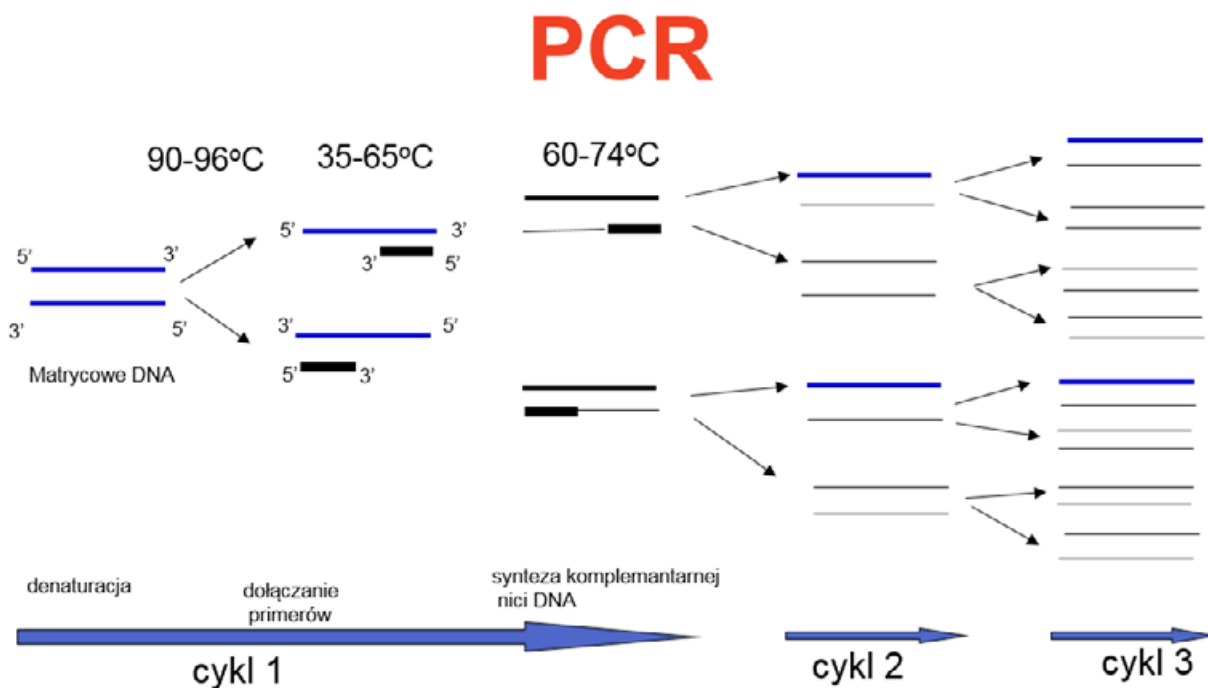 PCR
90-96ºC
35-65ºC
60-74ºC
5’
3’
3’
5’
Matrycowe DNA
5’
3’
3’
5’
3’
5’
5’
3’
denaturacja
dołączanie
primerów
synteza komplemantarnej
nici DNA
cykl 1
cykl 2
cykl 3